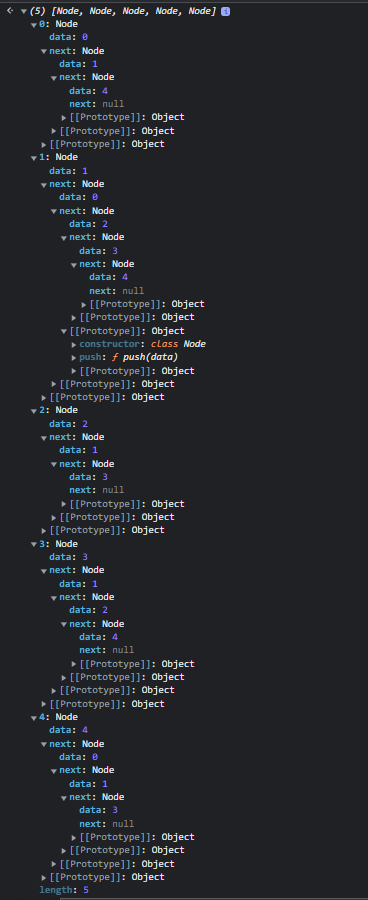 (5) [Node, Node, Node, Node, Node] i
0: Node
data: 0
next: Node
data: 1
next: Node
data: 4
next: null
[[Prototype]]: Object
[[Prototype]]: Object
[[Prototype]]: Object
1: Node
data: 1
next: Node
data: 0
next: Node
data: 2
next: Node
data: 3
next: Node
data: 4
next: null
[[Prototype]]: Object
[[Prototype]]: Object
[[Prototype]]: Object
constructor: class Node
push: ƒ push(data)
[[Prototype]]: Object
[[Prototype]]: Object
[[Prototype]]: Object
2: Node
data: 2
next: Node
data: 1
next: Node
data: 3
next: null
[[Prototype]]: Object
[[Prototype]]: Object
[[Prototype]]: Object
3: Node
data: 3
next: Node
data: 1
next: Node
data: 2
next: Node
data: 4
next: null
[[Prototype]]: Object
[[Prototype]]: Object
[[Prototype]]: Object
[[Prototype]]: Object
4: Node
data: 4
next: Node
data: 0
next: Node
data: 1
next: Node
data: 3
next: null
[[Prototype]]: Object
[[Prototype]]: Object
[[Prototype]]: Object
[[Prototype]]: Object
length: 5